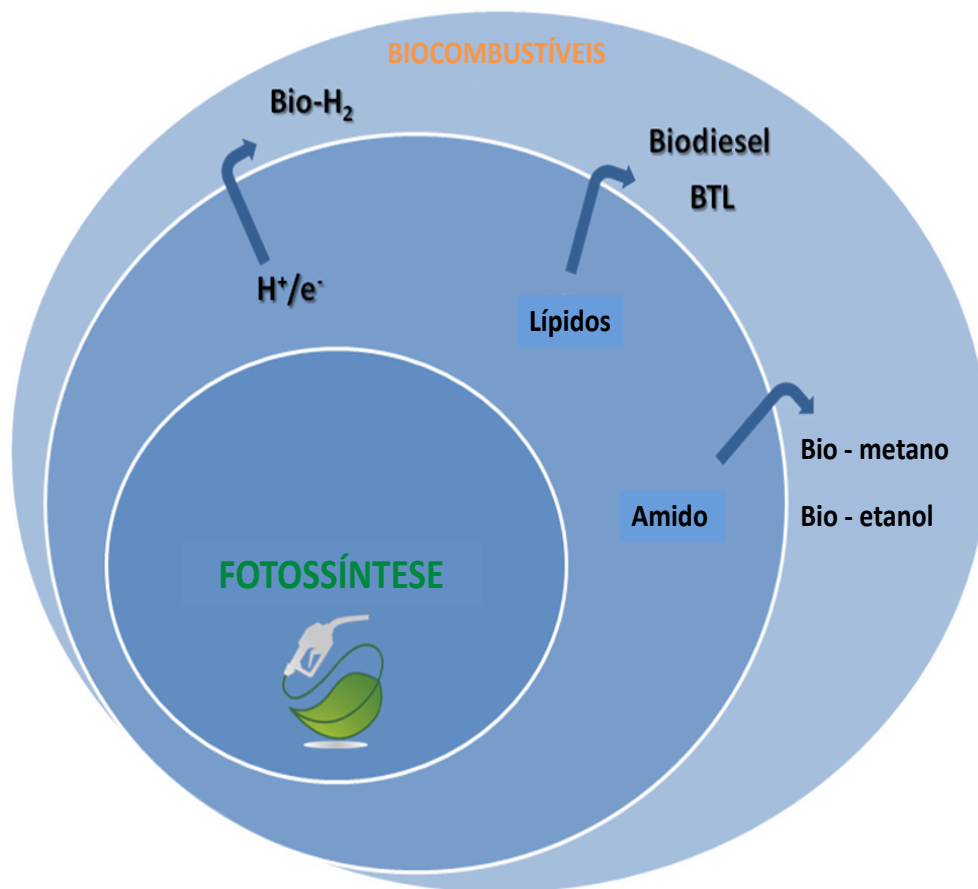 BIOCOMBUSTÍVEIS
Bio-H₂
Biodiesel
BTL
H⁺/e⁻
Lípidos
Bio - metano
Amido
Bio - etanol
FOTOSSÍNTESE